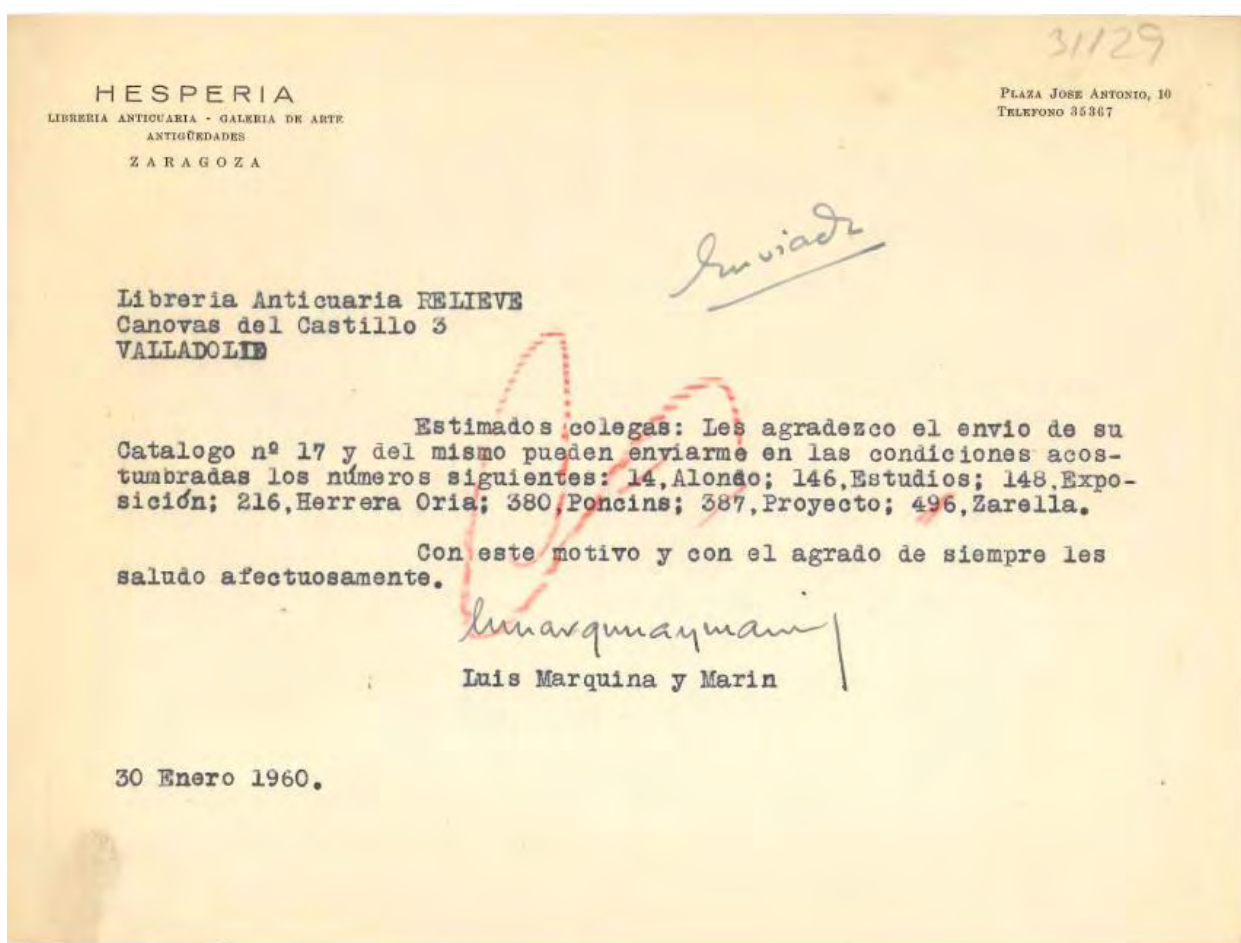 31129
HESPERIA
LIBRERIA ANTICUARIA - GALERIA DE ARTE
ANTIGÜEDADES
ZARAGOZA
PLAZA JOSE ANTONIO, 10
TELEFONO 35367
Enviado
Libreria Anticuaria RELIEVE
Canovas del Castillo 3
VALLADOLID
Estimados colegas: Les agradezco el envio de su
Catalogo nº 17 y del mismo pueden enviarme en las condiciones acos-
tumbradas los números siguientes: 14,Alondo; 146,Estudios; 148,Expo-
sición; 216,Herrera Oria; 380,Poncins; 387,Proyecto; 496,Zarella.
Con este motivo y con el agrado de siempre les
saludo afectuosamente.
Luis Marquina y Marin
30 Enero 1960.